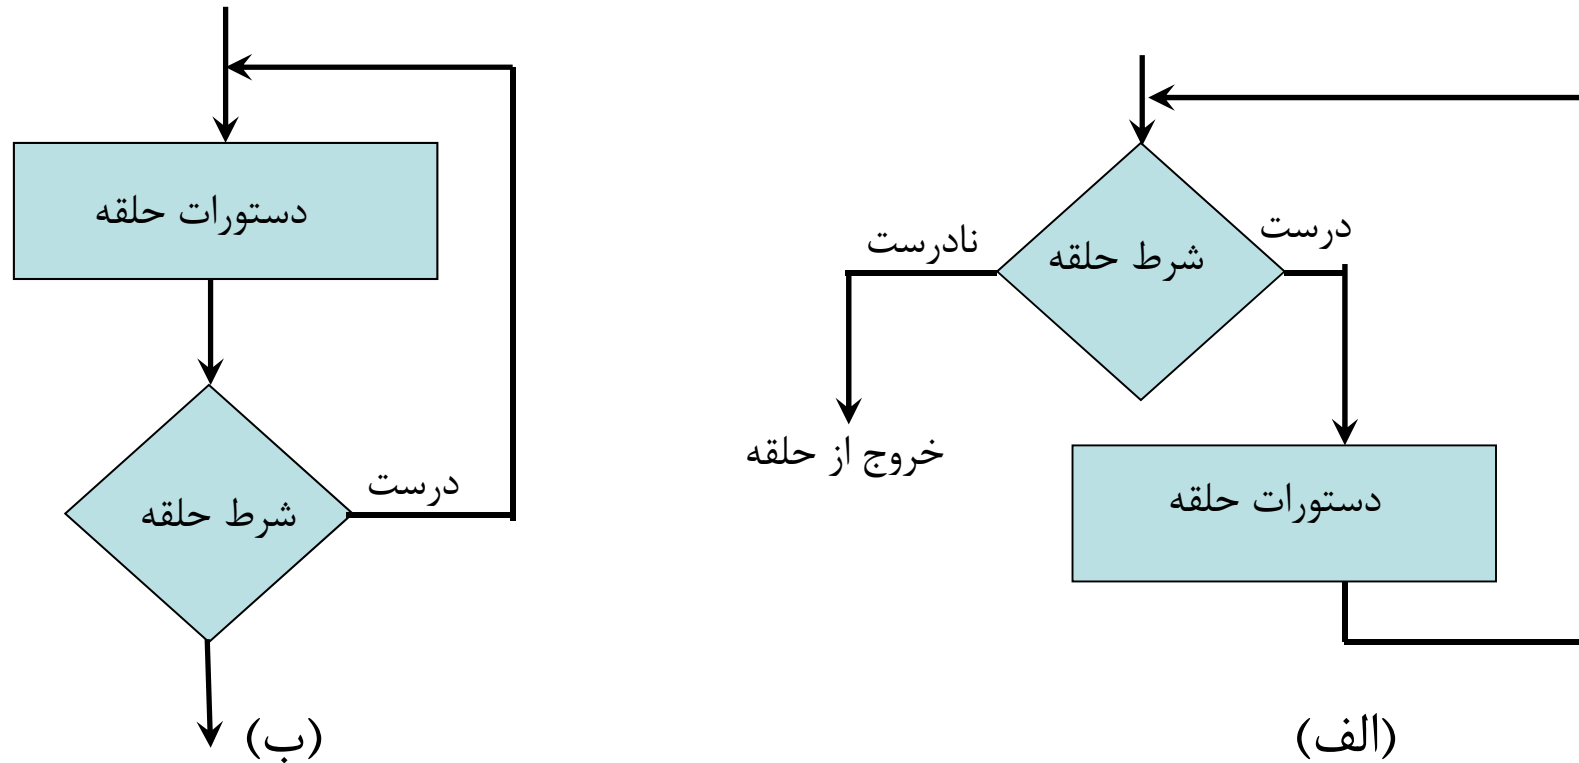 درست
نادرست
شرط حلقه
خروج از حلقه
دستورات حلقه
(الف)
دستورات حلقه
درست
شرط حلقه
(ب)